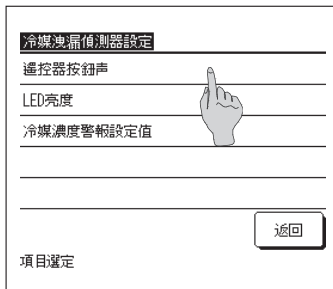 冷媒洩漏偵測器設定
遙控器按鈕声
LED亮度
冷媒濃度警報設定值
返回
項目選定